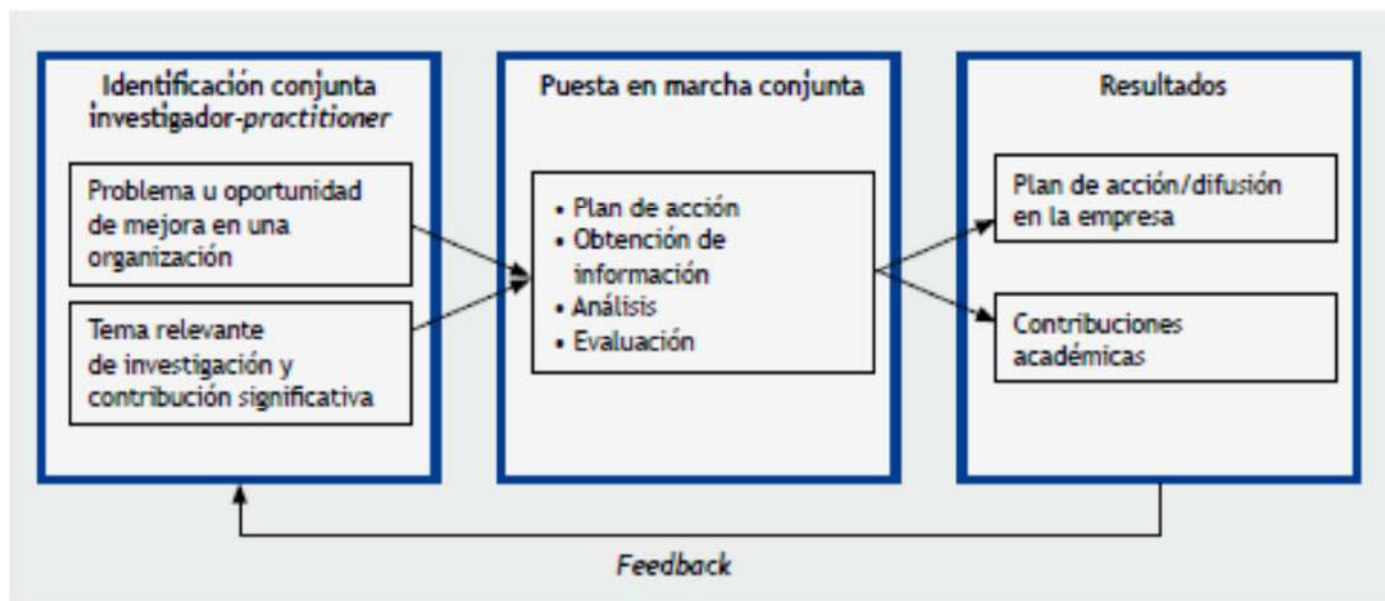 Identificación conjunta
investigador-practitioner
Problema u oportunidad
de mejora en una
organización
Tema relevante
de investigación y
contribución significativa
Puesta en marcha conjunta
• Plan de acción
• Obtención de
información
• Análisis
• Evaluación
Resultados
Plan de acción/difusión
en la empresa
Contribuciones
académicas
Feedback